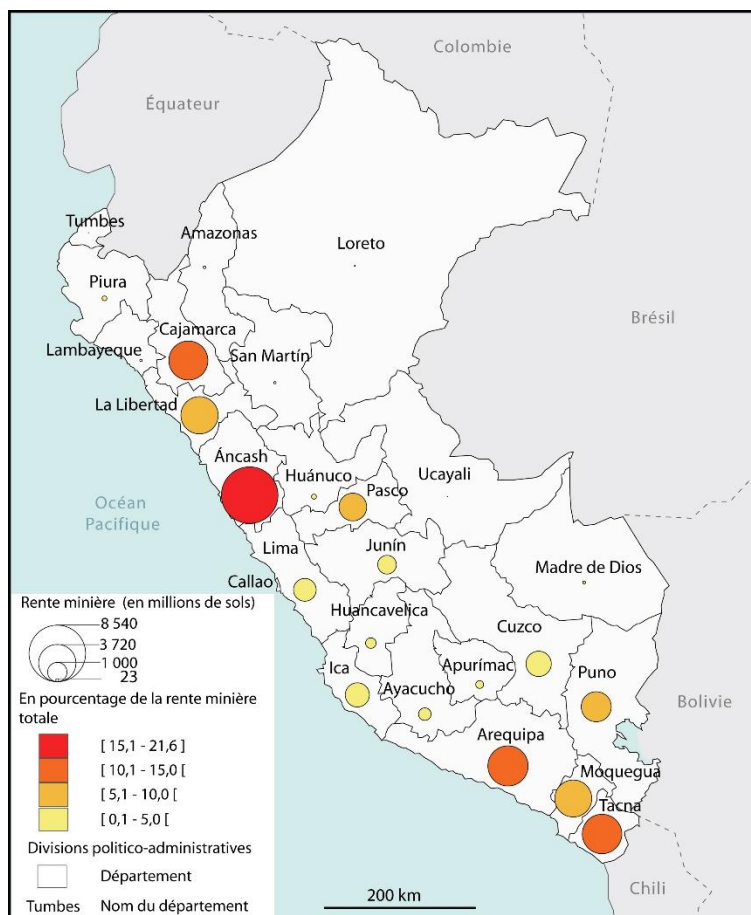 Colombie
Équateur
Tumbes
Amazonas
Loreto
Piura
Brésil
Cajamarca
Lambayeque
San Martín
La Libertad
Áncash
Huánuco
Pasco
Ucayali
Océan
Pacifique
Lima
Junín
Madre de Dios
Callao
Huancavelica
Cuzco
Ica
Apurímac
Puno
Ayacucho
Bolivie
Arequipa
Moquegua
Tacna
Chili
200 km
Rente minière (en millions de sols)
8 540
3 720
1 000
23
En pourcentage de la rente minière
totale
[ 15,1 - 21,6 ]
[ 10,1 - 15,0 [
[ 5,1 - 10,0 [
[ 0,1 - 5,0 [
Divisions politico-administratives
Département
Tumbes Nom du département